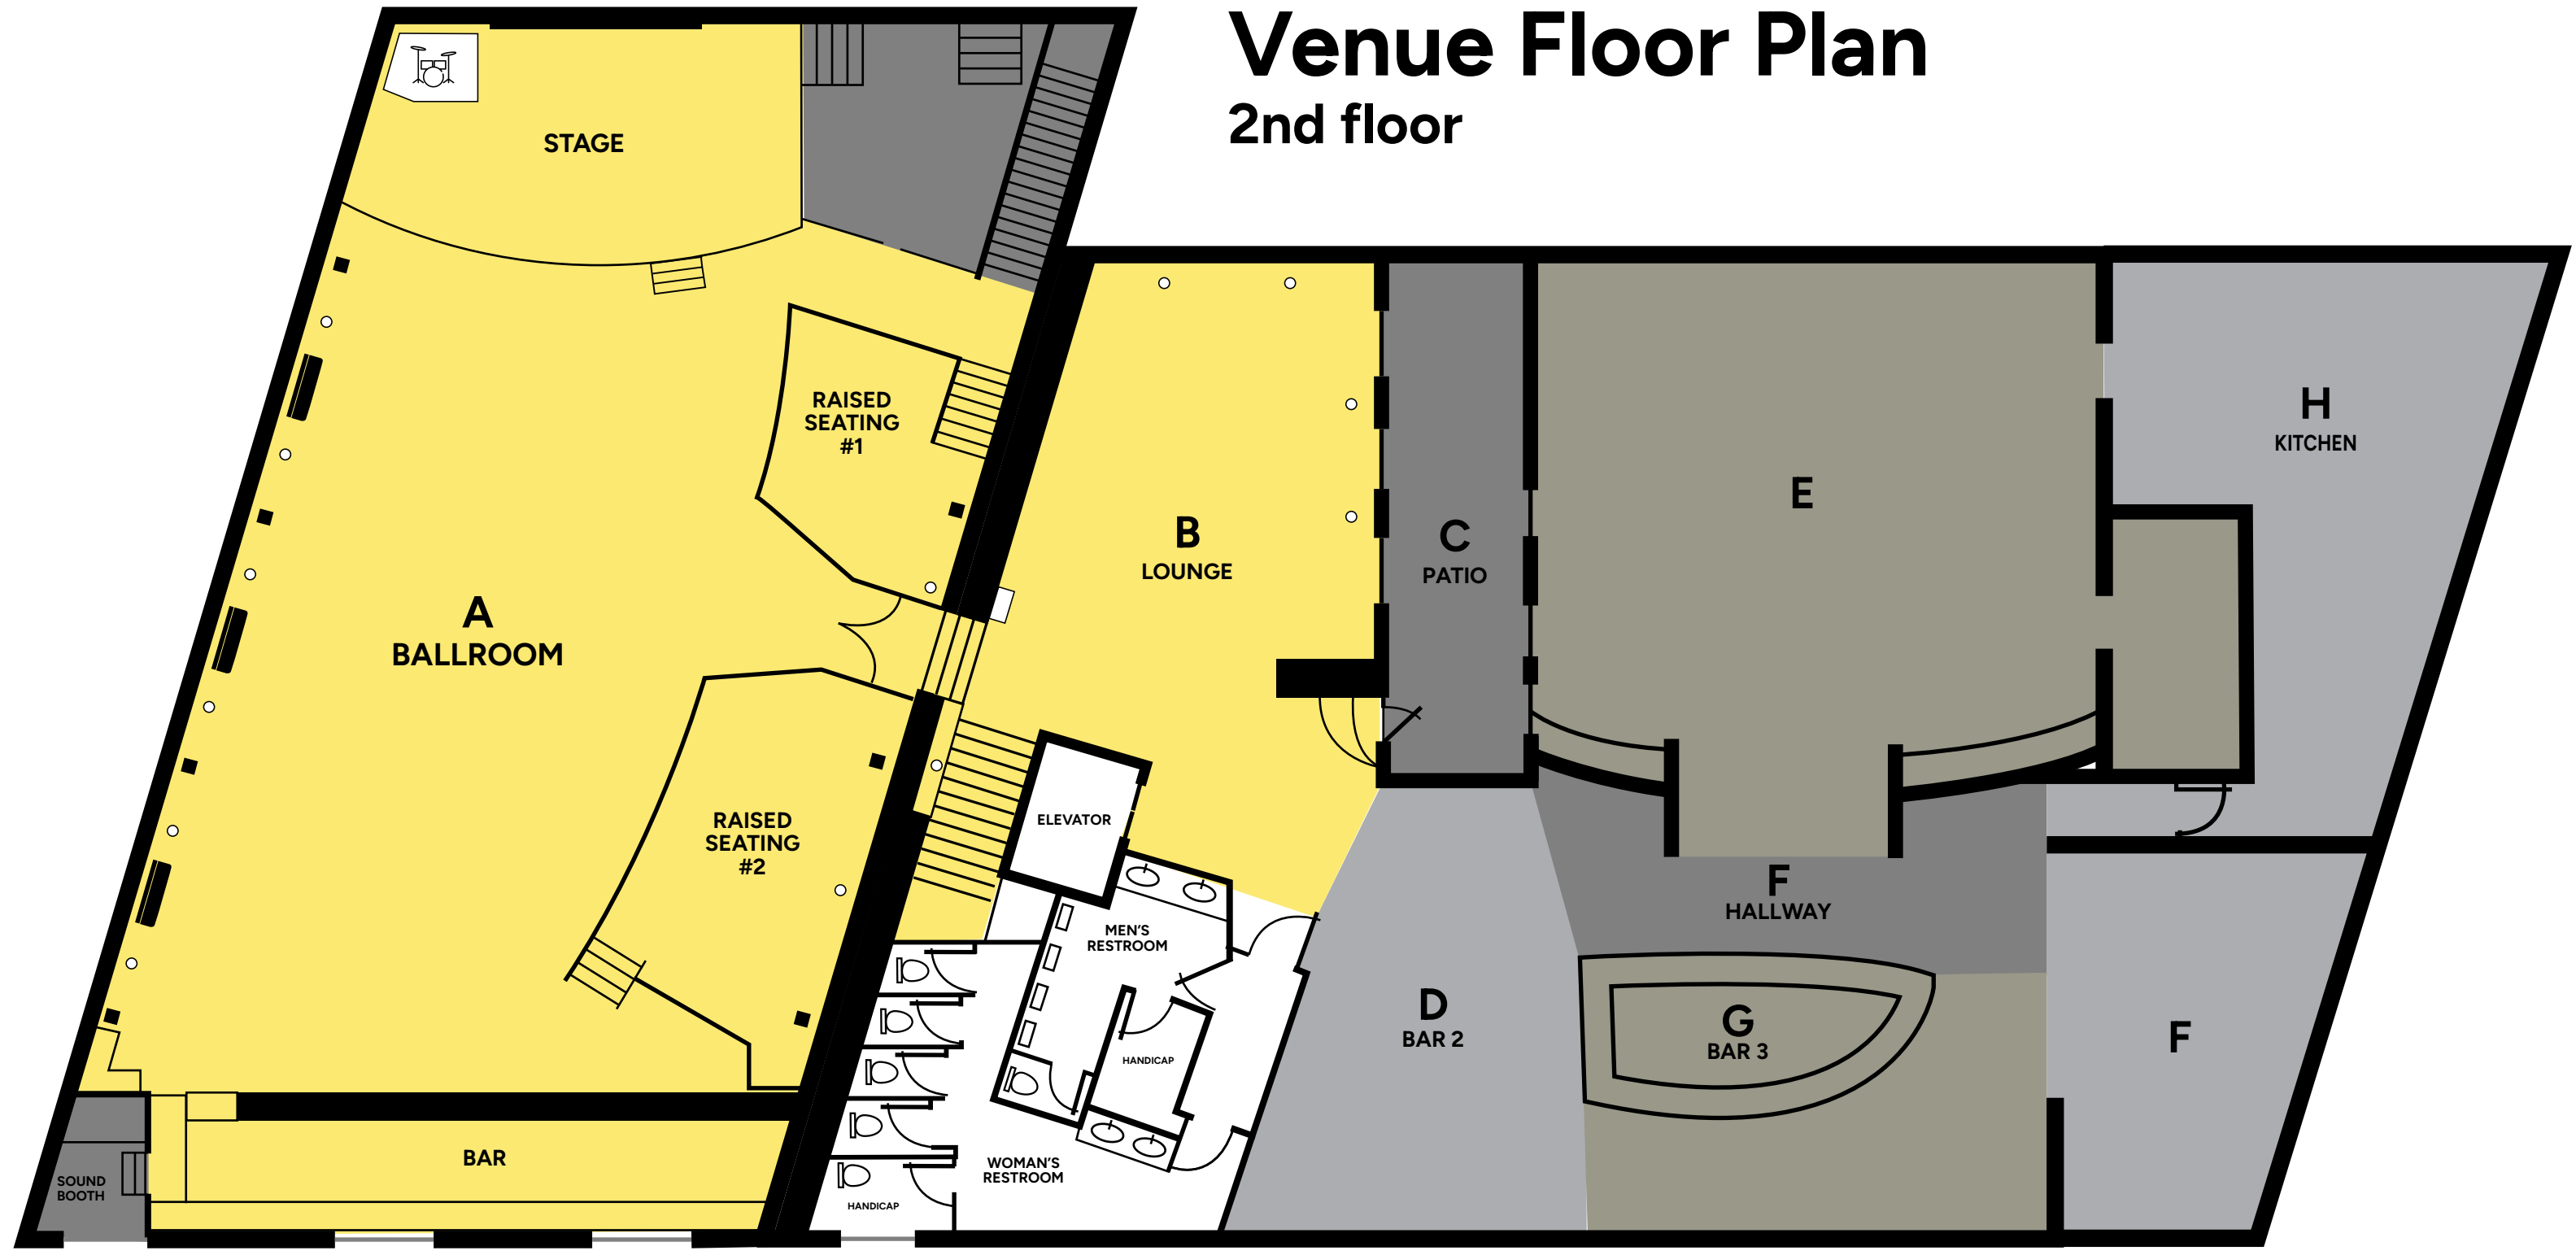 Venue Floor Plan
2nd floor
STAGE
RAISED
SEATING
#1
A
BALLROOM
RAISED
SEATING
#2
BAR
SOUND
BOOTH
B
LOUNGE
C
PATIO
E
H
KITCHEN
ELEVATOR
MEN'S
RESTROOM
HANDICAP
WOMAN'S
RESTROOM
HANDICAP
D
BAR 2
F
HALLWAY
G
BAR 3
F